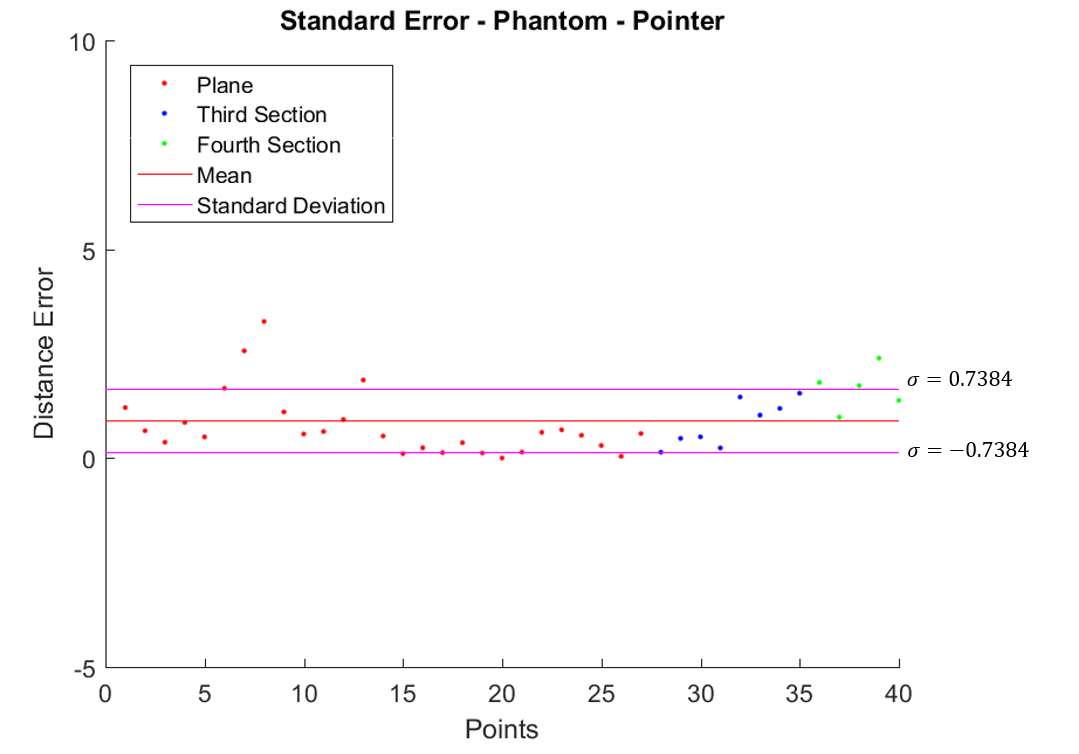 Standard Error - Phantom - Pointer
10
5
0
-5
Distance Error
Plane
Third Section
Fourth Section
Mean
Standard Deviation
σ = 0.7384
σ = −0.7384
0 5 10 15 20 25 30 35 40
Points